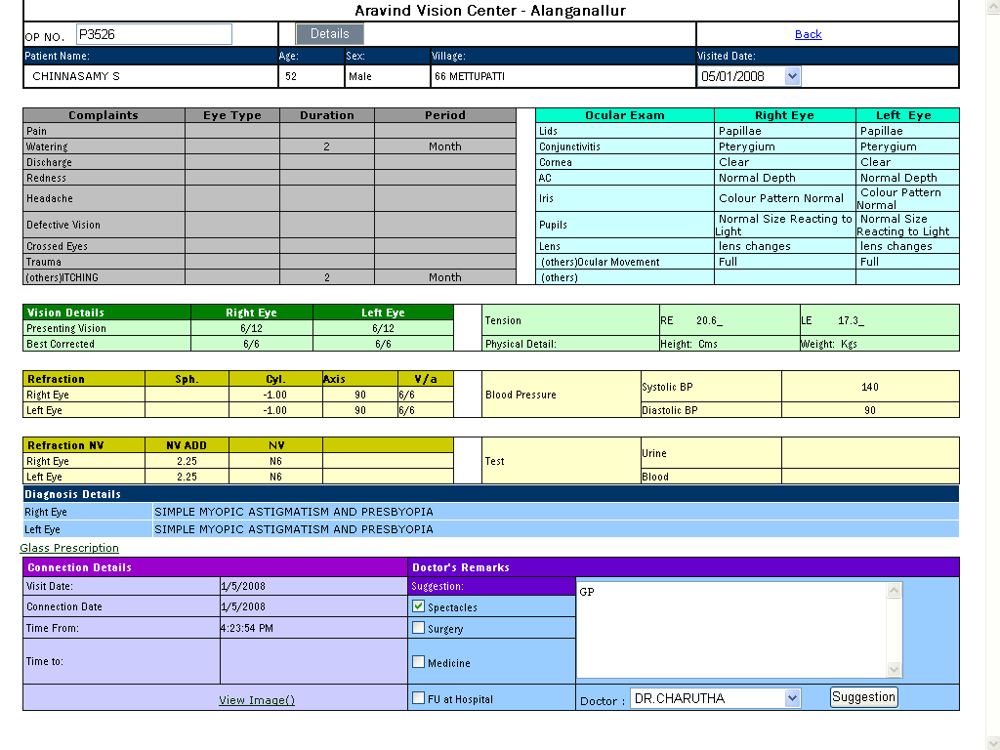 Aravind Vision Center - Alanganallur
OP NO. P3526 Details Back
Patient Name: Age: Sex: Village: Visited Date:
CHINNASAMY S 52 Male 66 METTUPATTI 05/01/2008
Complaints Eye Type Duration Period
Pain
Watering 2 Month
Discharge
Redness
Headache
Defective Vision
Crossed Eyes
Trauma
(others)ITCHING 2 Month
Ocular Exam Right Eye Left Eye
Lids Papillae Papillae
Conjunctivitis Pterygium Pterygium
Cornea Clear Clear
AC Normal Depth Normal Depth
Iris Colour Pattern Normal Colour Pattern
Normal
Pupils Normal Size Reacting to Normal Size
Light Reacting to Light
Lens lens changes lens changes
(others)Ocular Movement Full Full
(others)
Vision Details Right Eye Left Eye
Presenting Vision 6/12 6/12
Best Corrected 6/6 6/6
Tension RE 20.6_ LE 17.3_
Physical Detail: Height: Cms Weight: Kgs
Refraction Sph. Cyl. Axis V/a
Right Eye -1.00 90 6/6
Left Eye -1.00 90 6/6
Blood Pressure Systolic BP 140
Diastolic BP 90
Refraction NV NV ADD NV
Right Eye 2.25 N6
Left Eye 2.25 N6
Test Urine
Blood
Diagnosis Details
Right Eye SIMPLE MYOPIC ASTIGMATISM AND PRESBYOPIA
Left Eye SIMPLE MYOPIC ASTIGMATISM AND PRESBYOPIA
Glass Prescription
Connection Details
Visit Date: 1/5/2008
Connection Date 1/5/2008
Time From: 4:23:54 PM
Time to:
View Image()
Doctor's Remarks
Suggestion: GP
Spectacles
Surgery
Medicine
FU at Hospital
Doctor : DR.CHARUTHA Suggestion